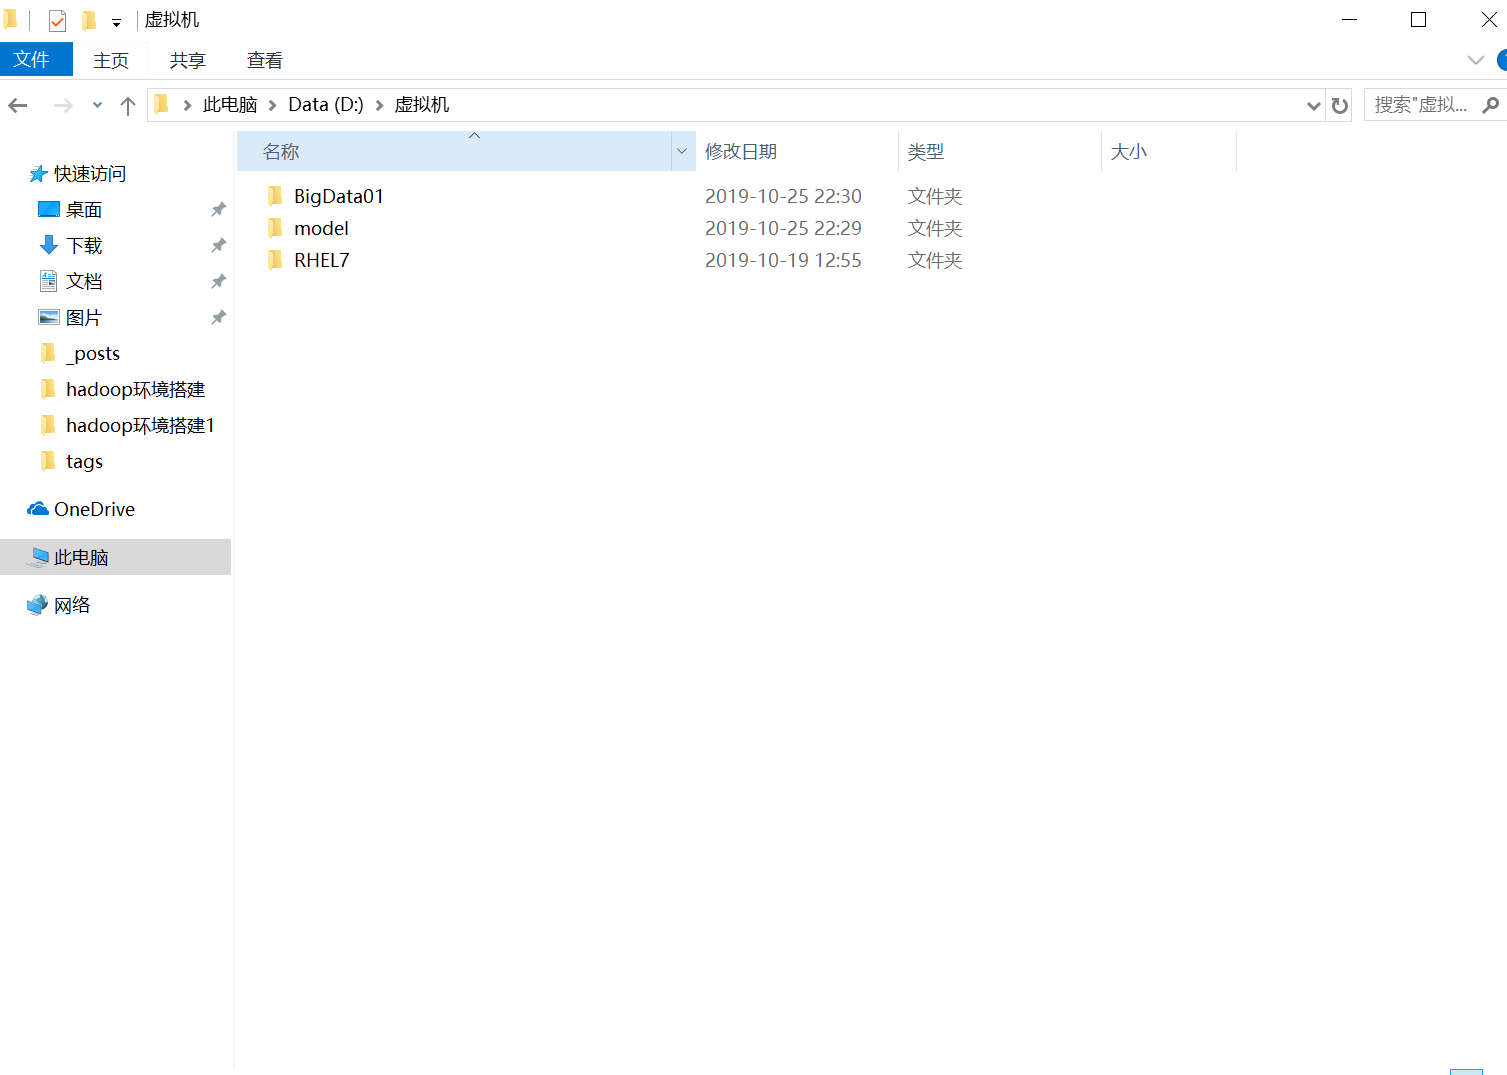 虚拟机
文件 主页 共享 查看
此电脑 Data (D:) 虚拟机 搜索"虚拟...
名称 修改日期 类型 大小
快速访问
桌面
下载
文档
图片
_posts
hadoop环境搭建
hadoop环境搭建1
tags
OneDrive
此电脑
网络
BigData01 2019-10-25 22:30 文件夹
model 2019-10-25 22:29 文件夹
RHEL7 2019-10-19 12:55 文件夹